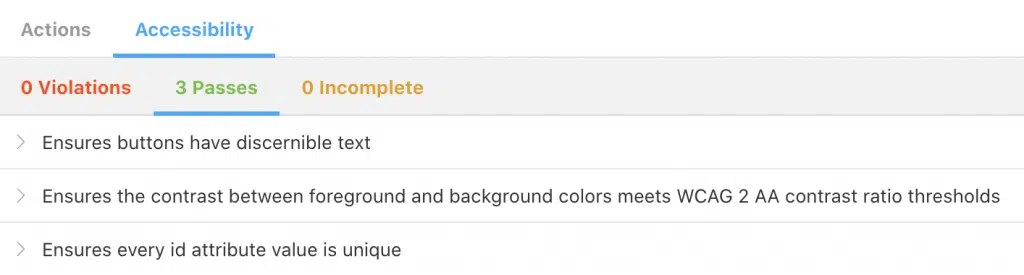 Actions Accessibility
0 Violations 3 Passes 0 Incomplete
Ensures buttons have discernible text
Ensures the contrast between foreground and background colors meets WCAG 2 AA contrast ratio thresholds
Ensures every id attribute value is unique